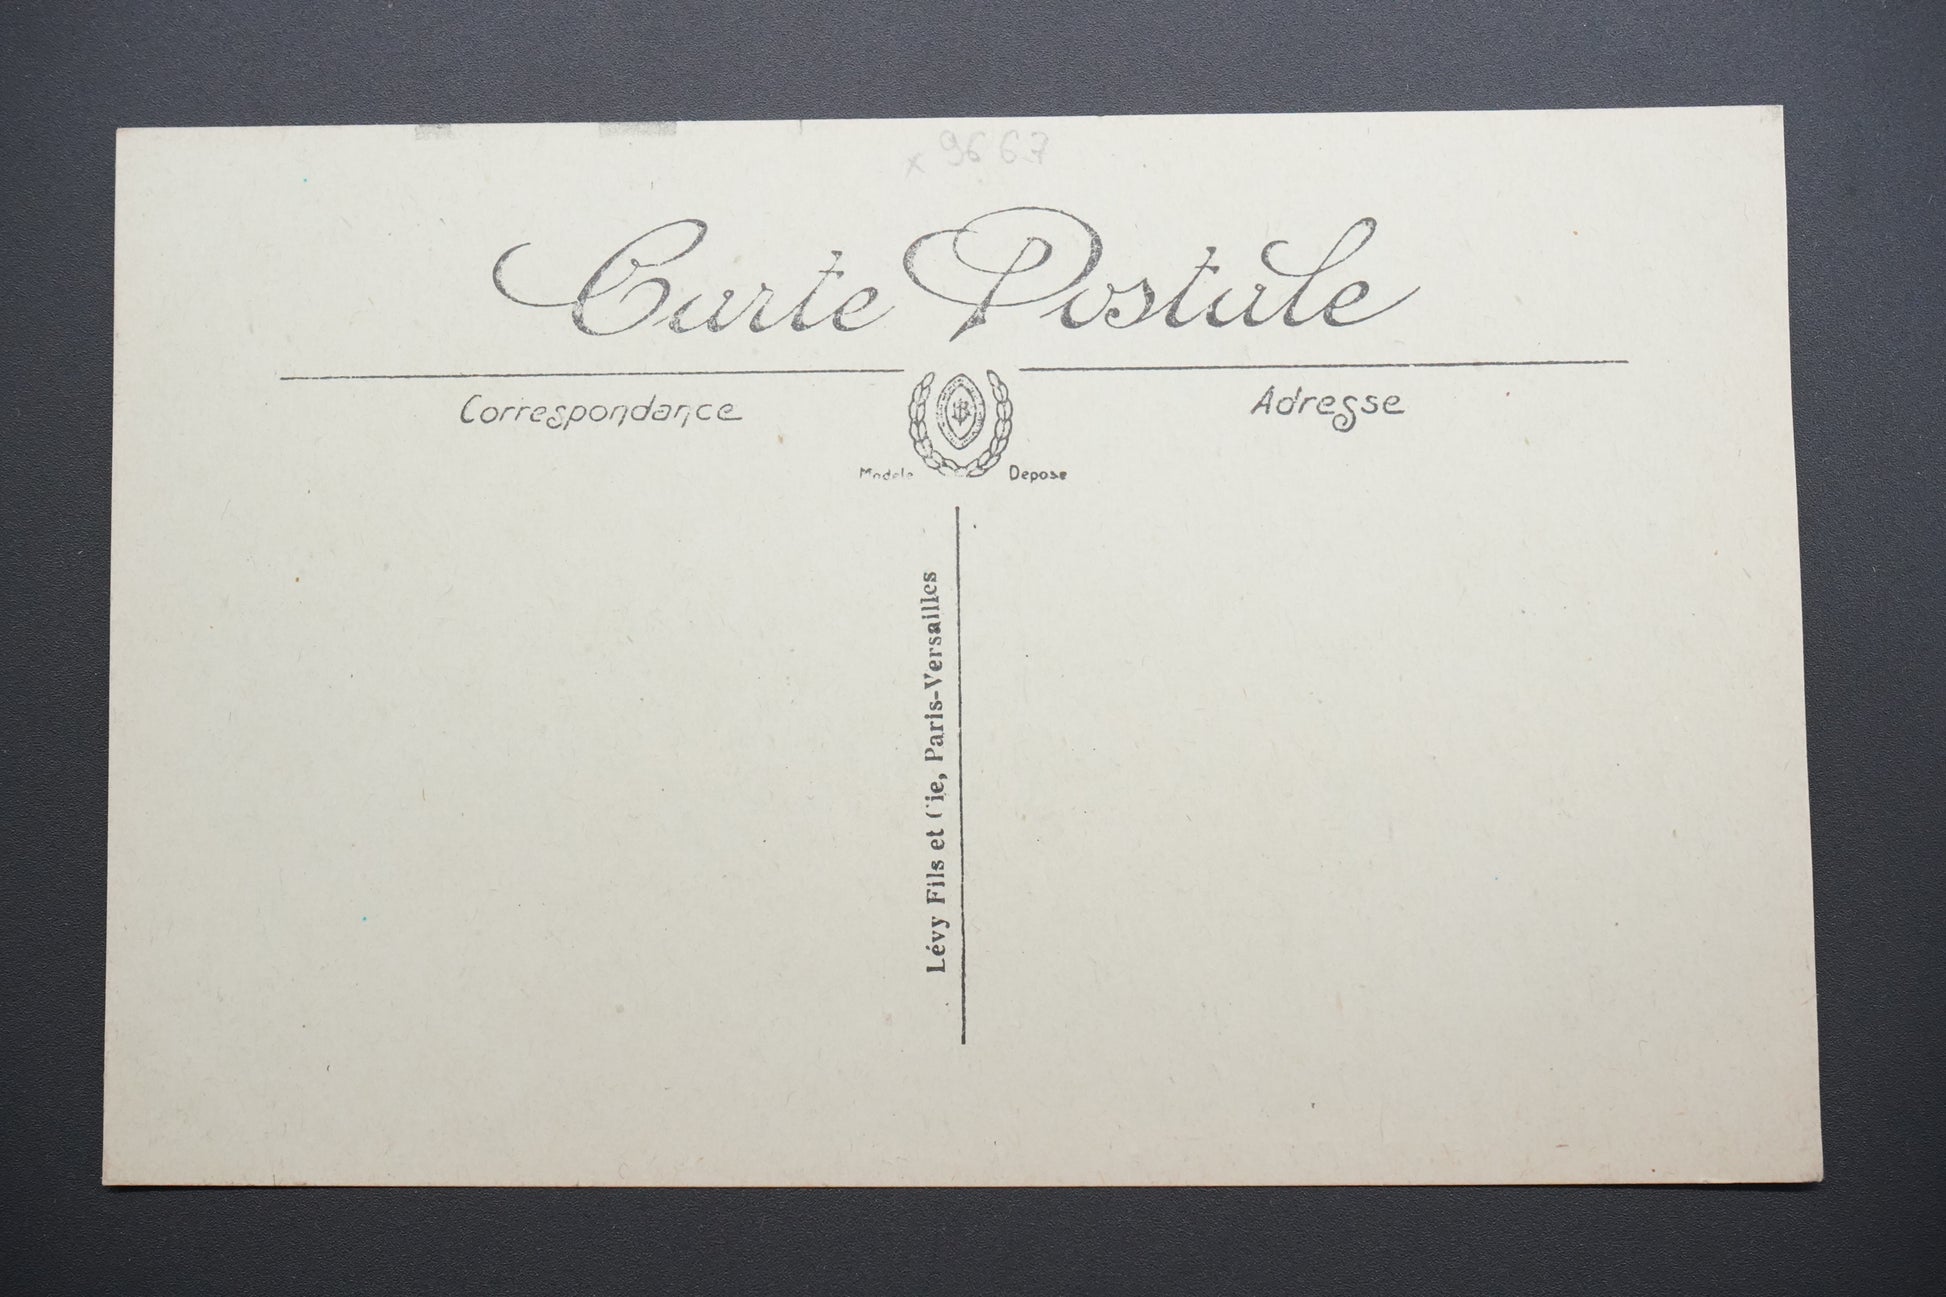 x 9667
Carte Postale
Correspondance
Adresse
Modele
Depose
Lévy Fils et Cie, Paris-Versailles